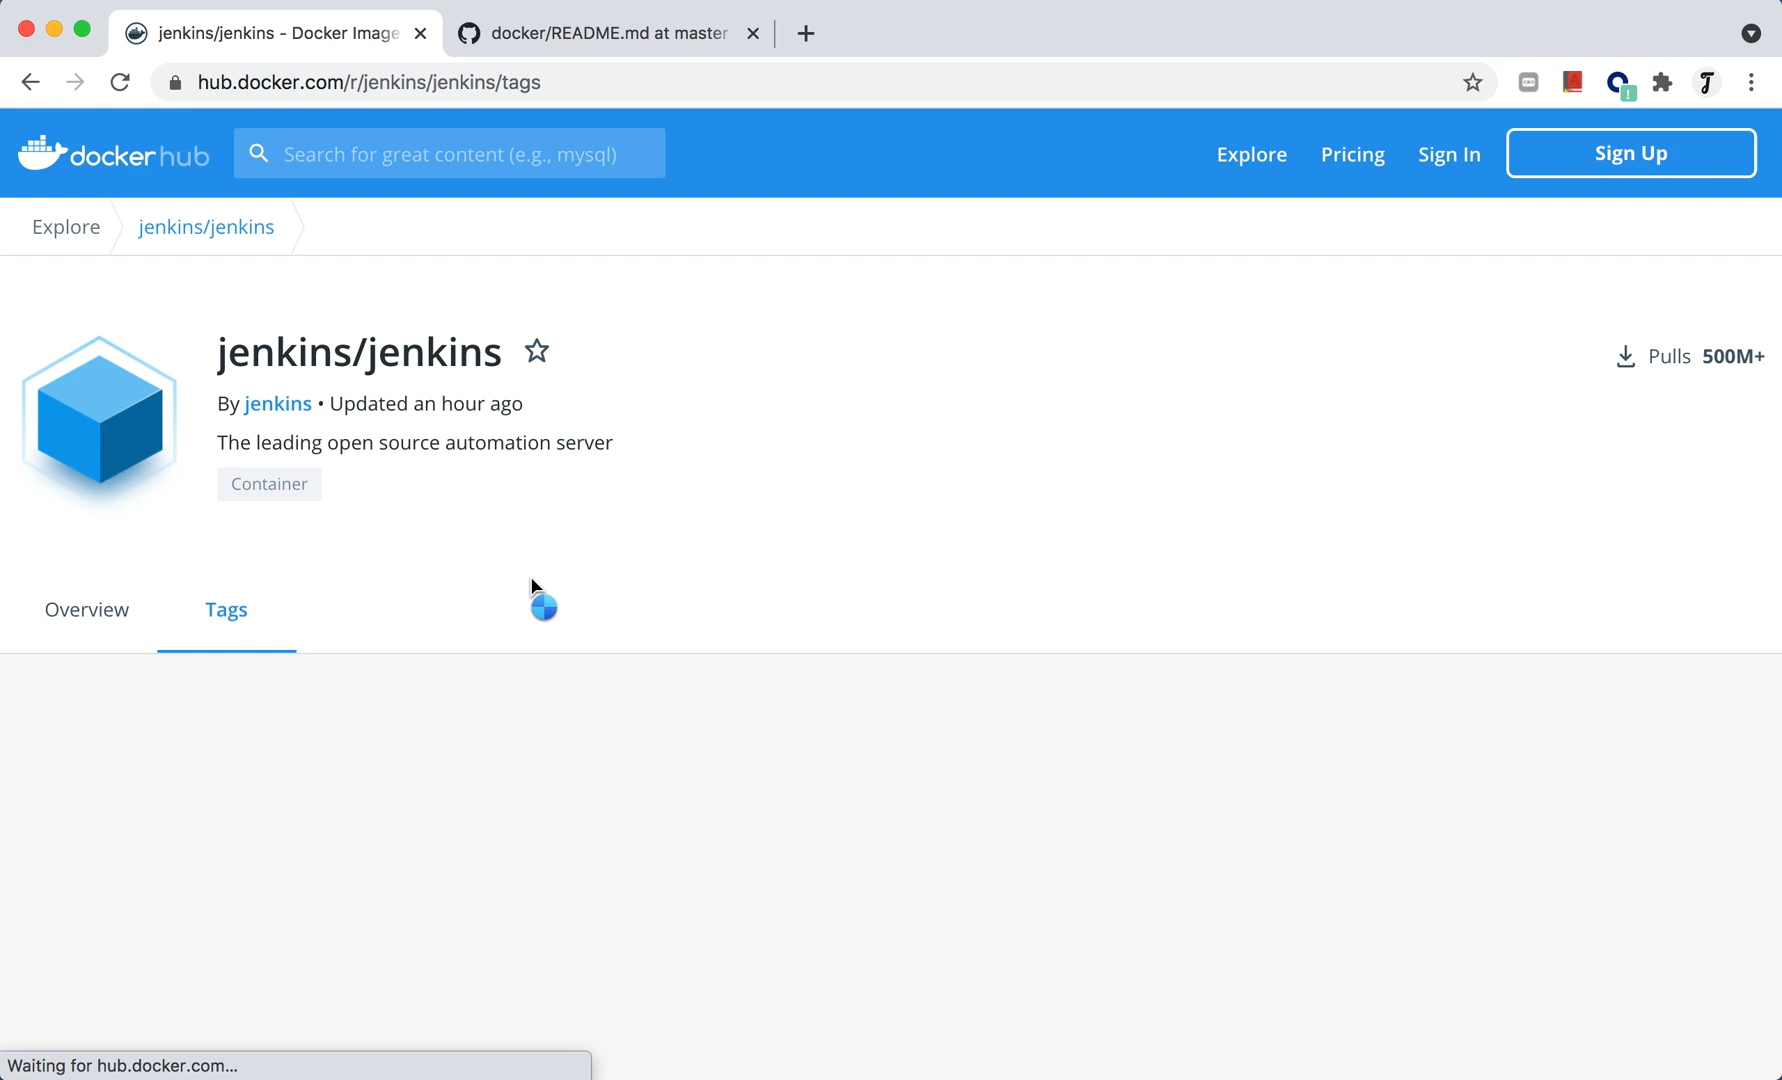 jenkins/jenkins - Docker Image
docker/README.md at master
hub.docker.com/r/jenkins/jenkins/tags
docker hub
Search for great content (e.g., mysql)
Explore
Pricing
Sign In
Sign Up
Explore
jenkins/jenkins
jenkins/jenkins
Pulls 500M+
By jenkins • Updated an hour ago
The leading open source automation server
Container
Overview
Tags
Waiting for hub.docker.com...